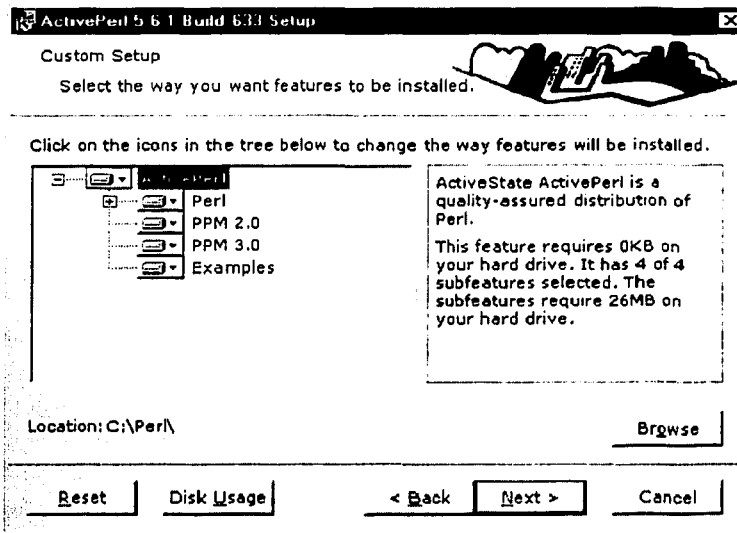 ActivePerl 5.6.1 Build 633 Setup
Custom Setup
Select the way you want features to be installed.
Click on the icons in the tree below to change the way features will be installed.
ActivePerl
Perl
PPM 2.0
PPM 3.0
Examples
ActiveState ActivePerl is a
quality-assured distribution of
Perl.
This feature requires 0KB on
your hard drive. It has 4 of 4
subfeatures selected. The
subfeatures require 26MB on
your hard drive.
Location: C:\Perl\
Browse
Reset
Disk Usage
< Back
Next >
Cancel